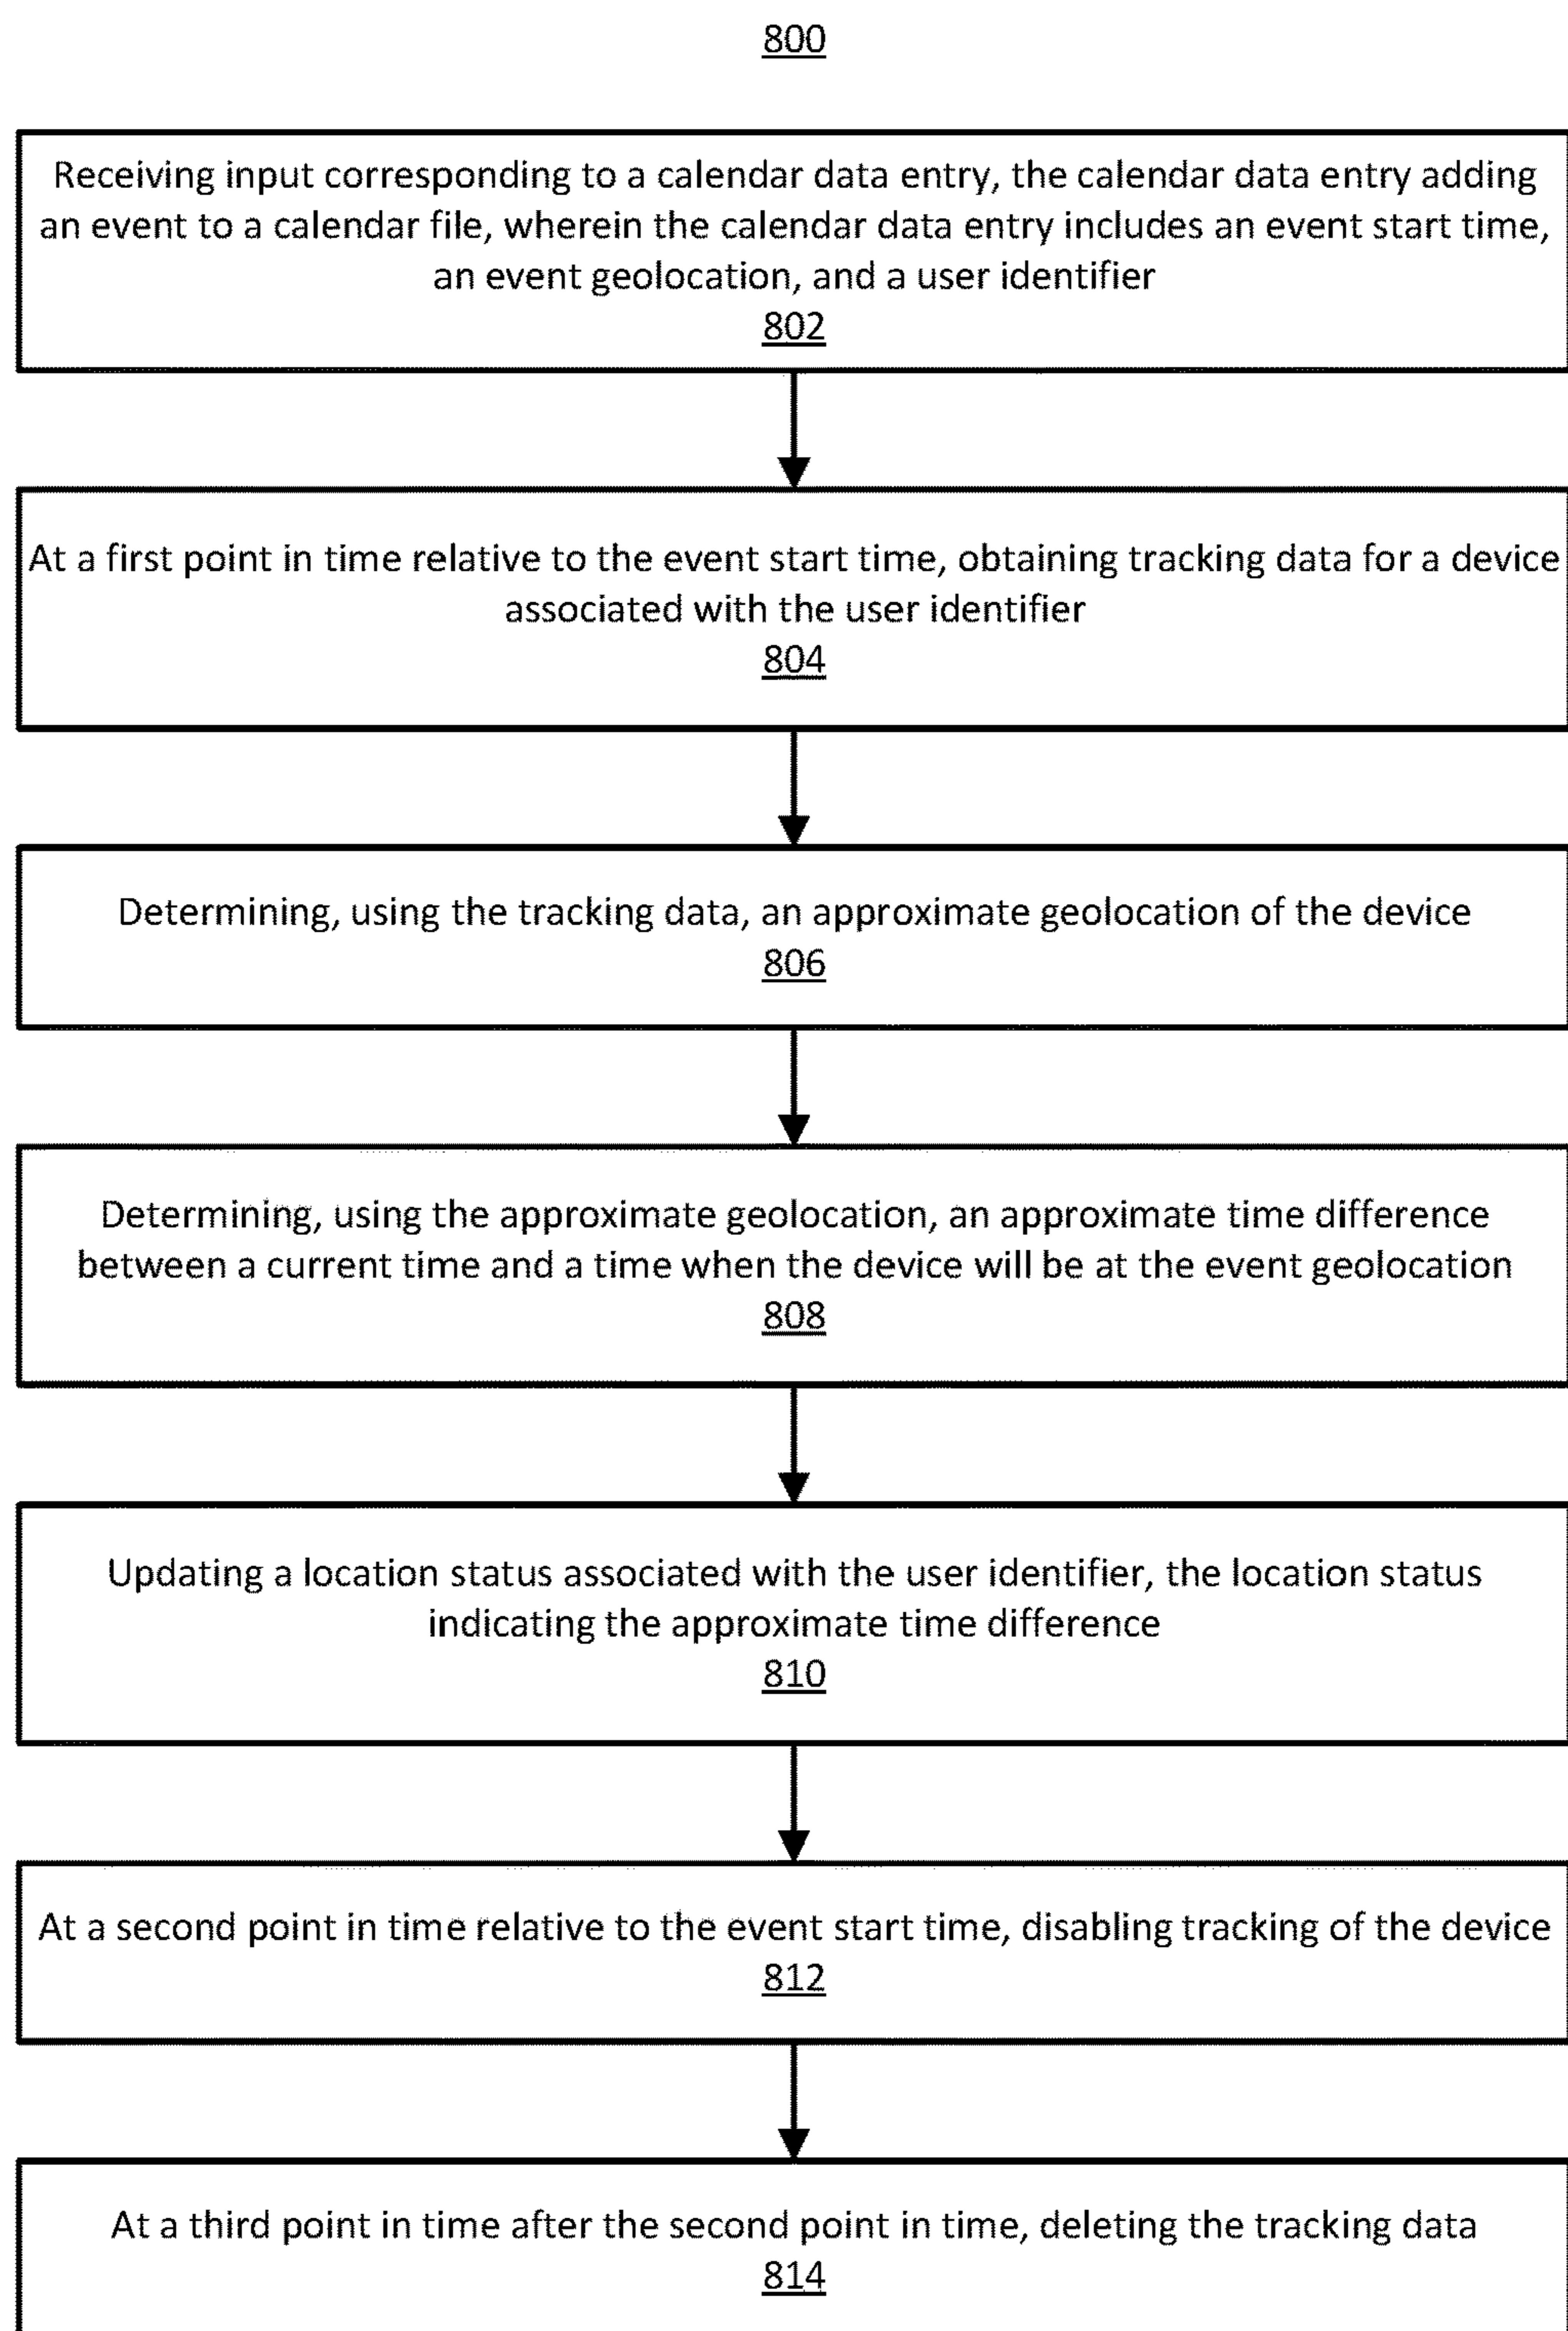 800
Receiving input corresponding to a calendar data entry, the calendar data entry adding
an event to a calendar file, wherein the calendar data entry includes an event start time,
an event geolocation, and a user identifier
802
At a first point in time relative to the event start time, obtaining tracking data for a device
associated with the user identifier
804
Determining, using the tracking data, an approximate geolocation of the device
806
Determining, using the approximate geolocation, an approximate time difference
between a current time and a time when the device will be at the event geolocation
808
Updating a location status associated with the user identifier, the location status
indicating the approximate time difference
810
At a second point in time relative to the event start time, disabling tracking of the device
812
At a third point in time after the second point in time, deleting the tracking data
814